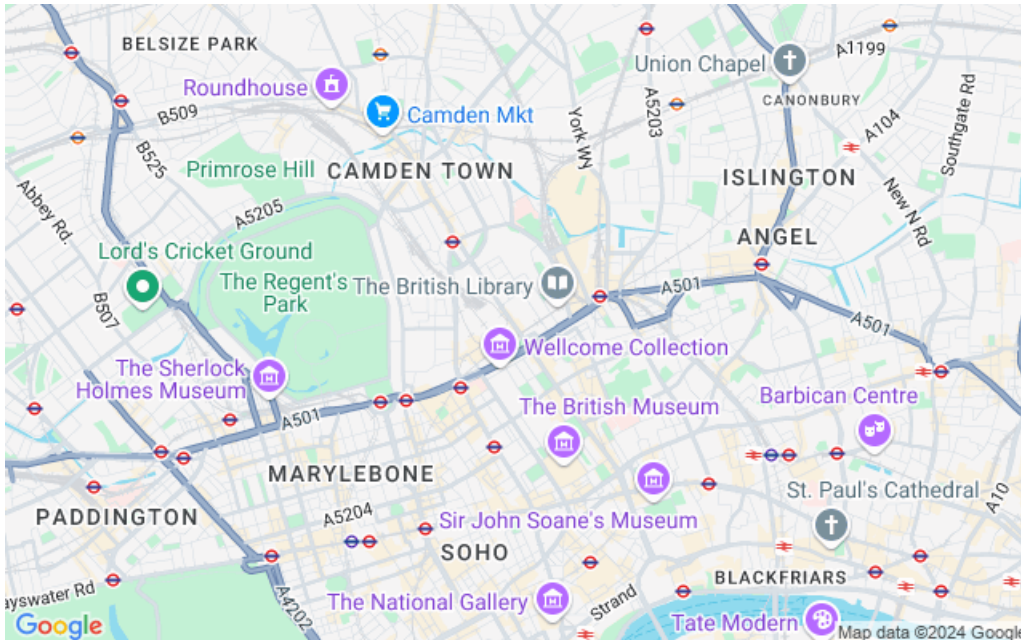 BELSIZE PARK
Union Chapel
A1199
Roundhouse
CANONBURY
B509
Camden Mkt
York WY
A5203
A104
Southgate Rd
B525
Primrose Hill
CAMDEN TOWN
ISLINGTON
Abbey Rd.
A5205
New N Rd
ANGEL
Lord's Cricket Ground
The Regent's
Park
The British Library
A501
B507
A501
Wellcome Collection
The Sherlock
Holmes Museum
Barbican Centre
The British Museum
A501
MARYLEBONE
St. Paul's Cathedral
A10
PADDINGTON
A5204
Sir John Soane's Museum
SOHO
BLACKFRIARS
ayswater Rd
A4202
The National Gallery
Strand
Tate Modern
Google
Map data ©2024 Google